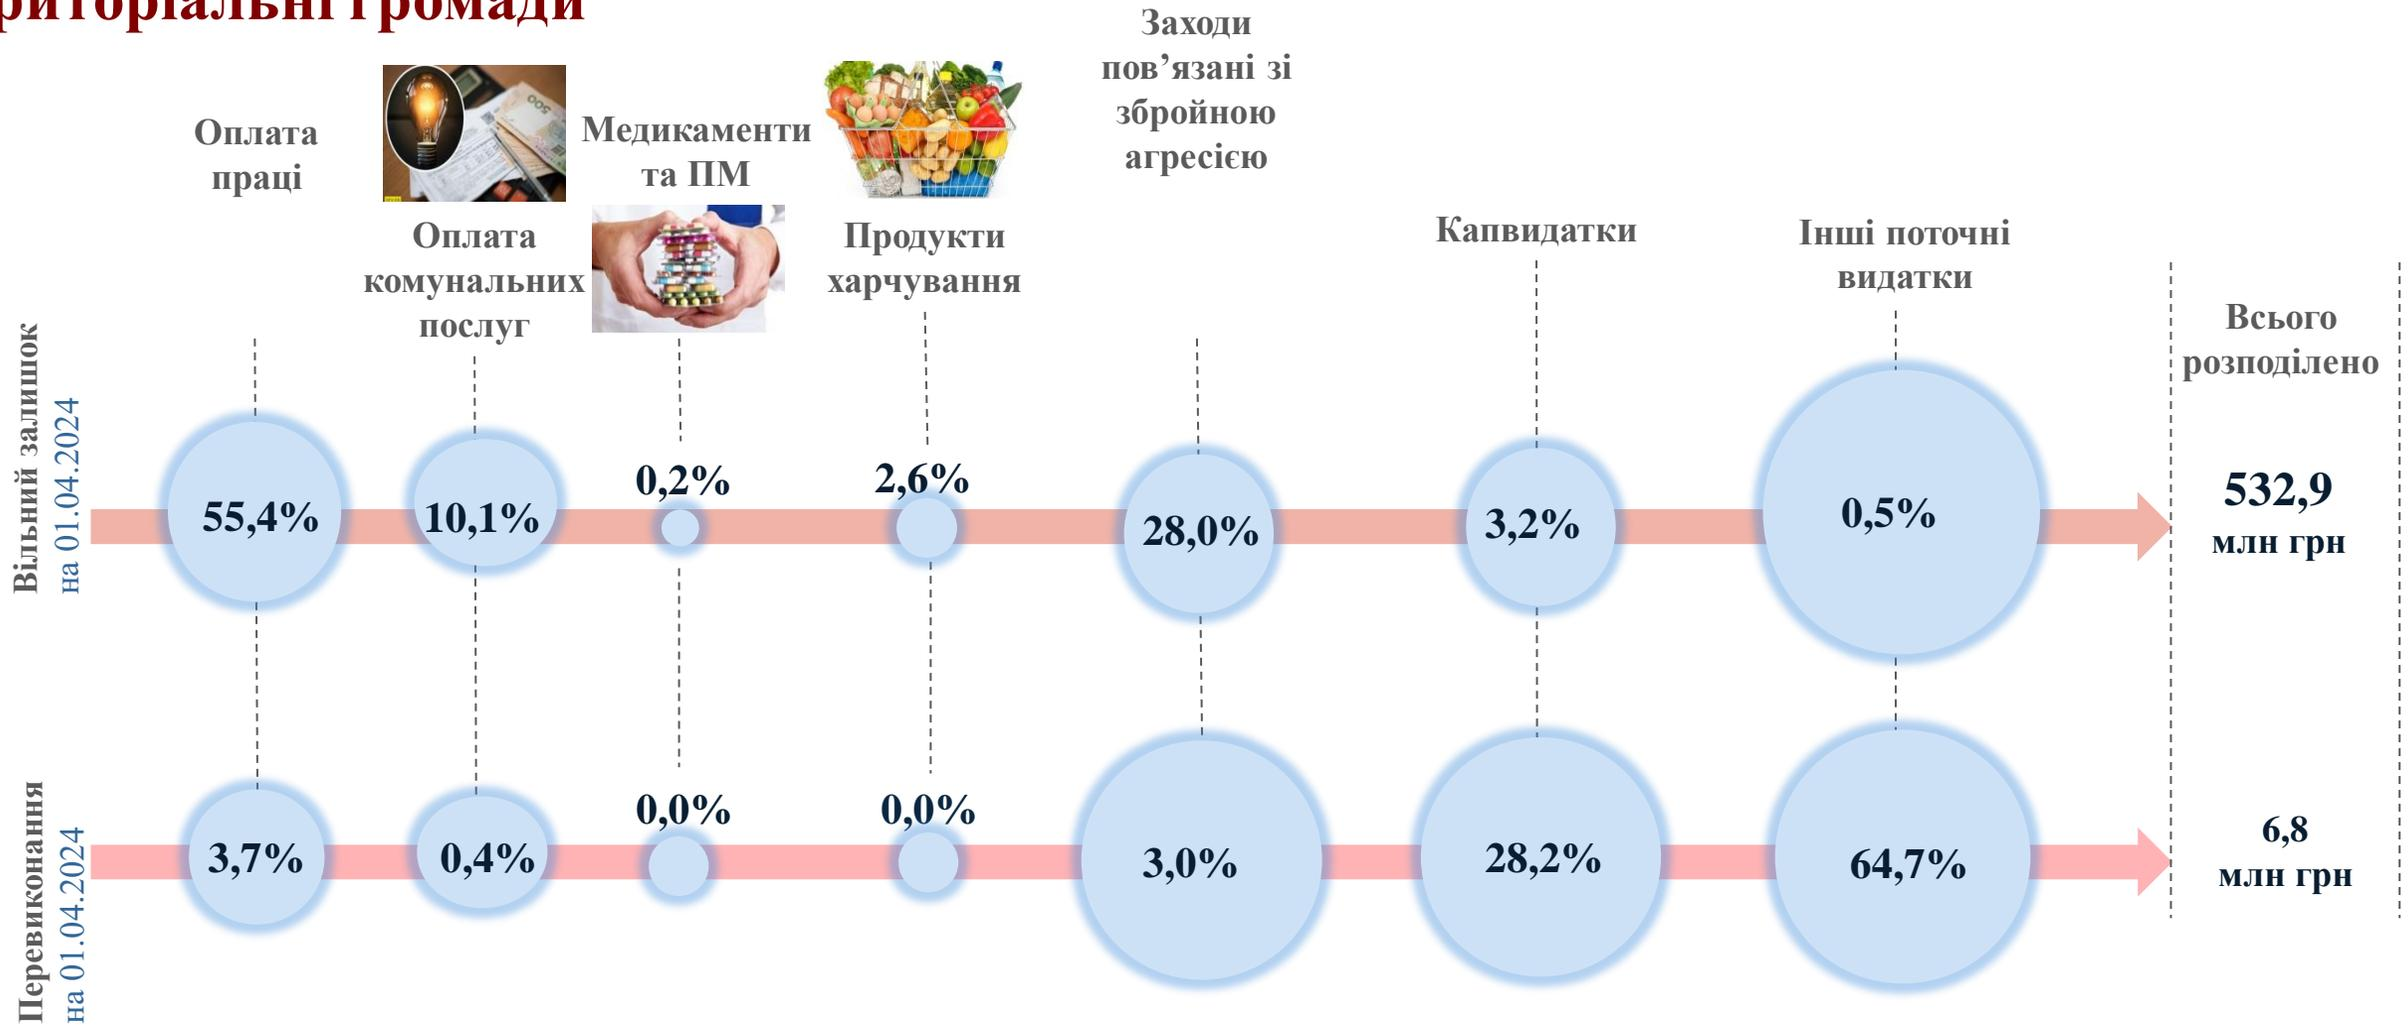 риторіальні громади
Заходи
пов’язані зі
збройною
агресією
Оплата
праці
Медикаменти
та ПМ
Оплата
комунальних
послуг
Продукти
харчування
Капвидатки
Інші поточні
видатки
Всього
розподілено
Вільний залишок
на 01.04.2024
55,4%
10,1%
0,2%
2,6%
28,0%
3,2%
0,5%
532,9
млн грн
Перевиконання
на 01.04.2024
3,7%
0,4%
0,0%
0,0%
3,0%
28,2%
64,7%
6,8
млн грн